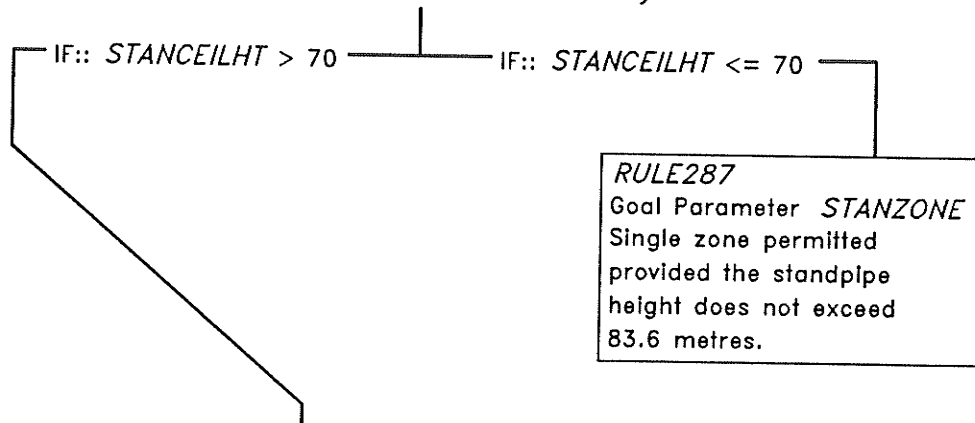 IF:: STANCEILHT > 70
IF:: STANCEILHT <= 70
RULE287
Goal Parameter STANZONE
Single zone permitted
provided the standpipe
height does not exceed
83.6 metres.